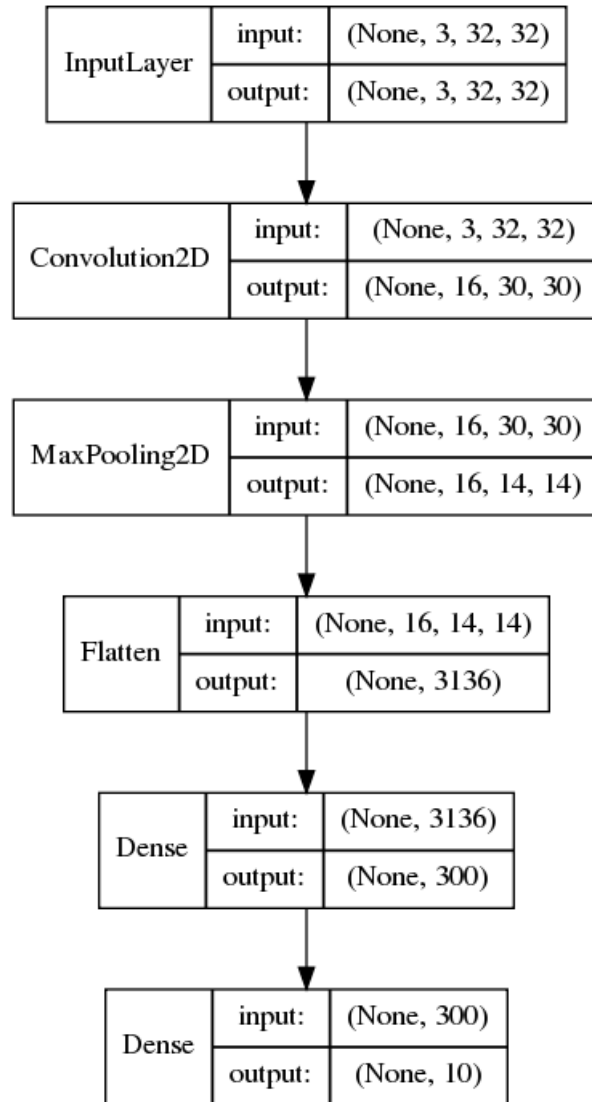 InputLayer
input: (None, 3, 32, 32)
output: (None, 3, 32, 32)
Convolution2D
input: (None, 3, 32, 32)
output: (None, 16, 30, 30)
MaxPooling2D
input: (None, 16, 30, 30)
output: (None, 16, 14, 14)
Flatten
input: (None, 16, 14, 14)
output: (None, 3136)
Dense
input: (None, 3136)
output: (None, 300)
Dense
input: (None, 300)
output: (None, 10)